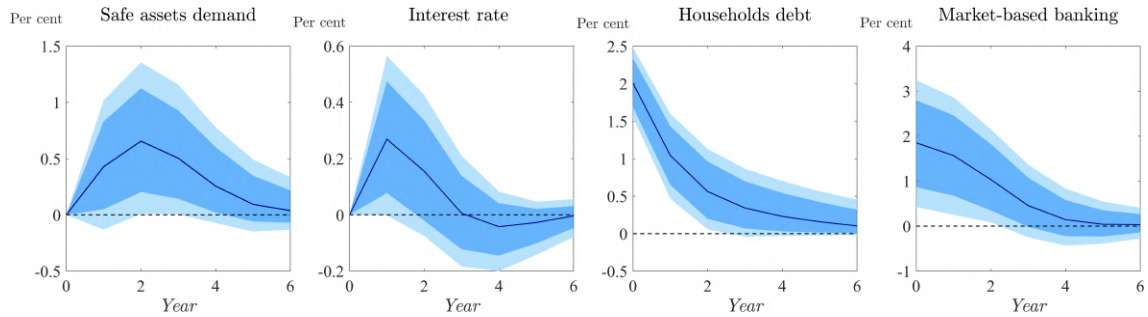 Safe assets demand
Per cent
1.5
1
0.5
0
-0.5
0 2 4 6
Year
Interest rate
Per cent
0.6
0.4
0.2
0
-0.2
0 2 4 6
Year
Households debt
Per cent
2.5
2
1.5
1
0.5
0
-0.5
0 2 4 6
Year
Market-based banking
Per cent
4
3
2
1
0
-1
0 2 4 6
Year